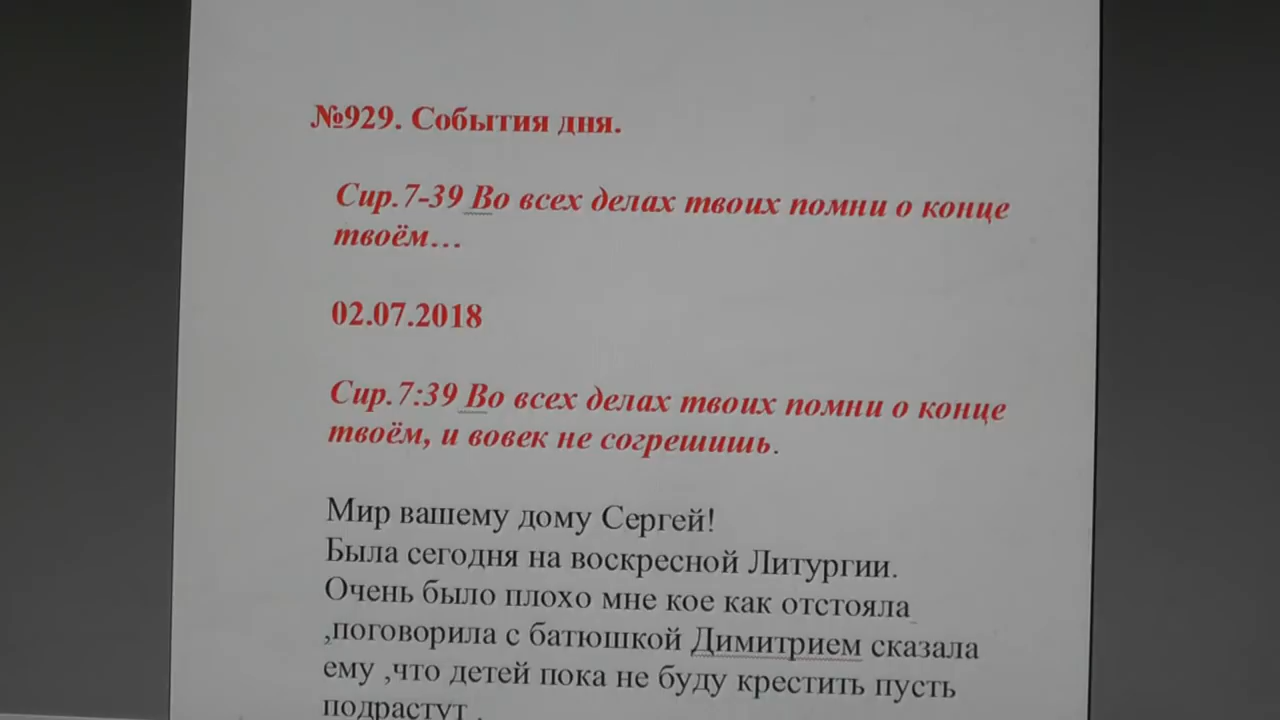 №929. События дня.
Сир.7-39 Во всех делах твоих помни о конце
твоём…
02.07.2018
Сир.7:39 Во всех делах твоих помни о конце
твоём, и вовек не согрешишь.
Мир вашему дому Сергей!
Была сегодня на воскресной Литургии.
Очень было плохо мне кое как отстояла
,поговорила с батюшкой Димитрием сказала
ему ,что детей пока не буду крестить пусть
подрастут .